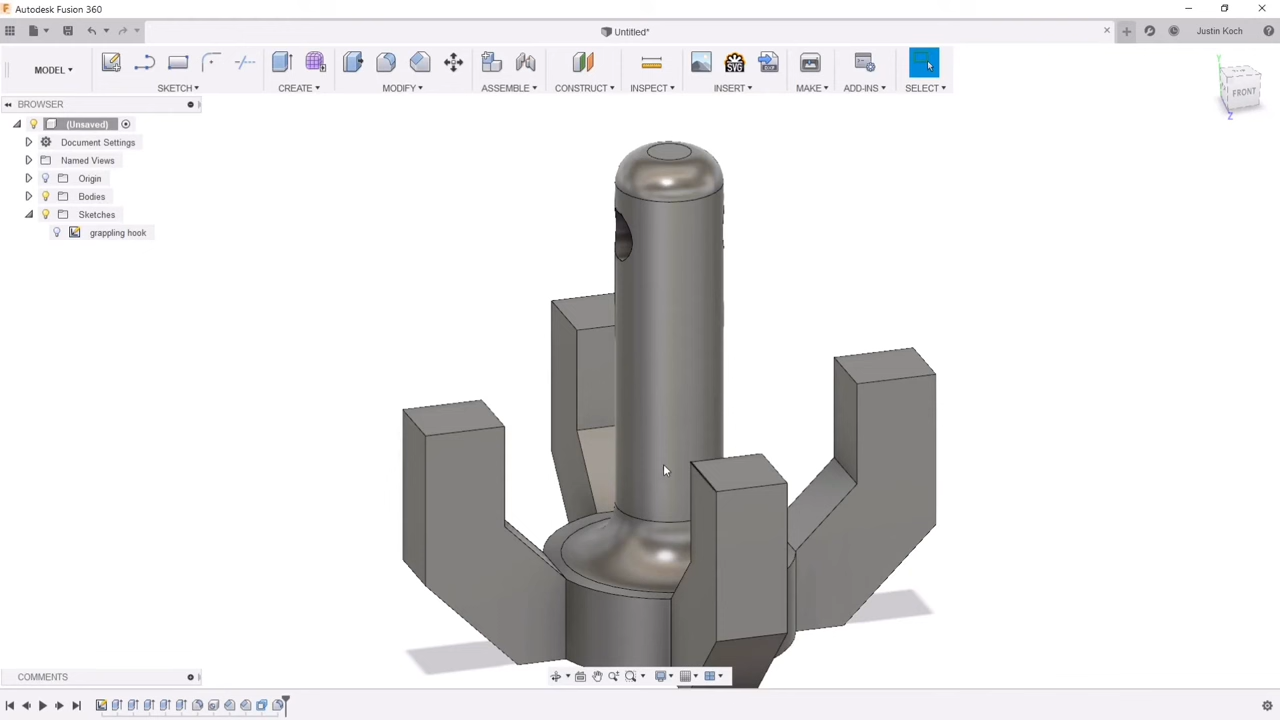 Autodesk Fusion 360
Untitled*
Justin Koch
MODEL
SKETCH
CREATE
MODIFY
ASSEMBLE
CONSTRUCT
INSPECT
INSERT
MAKE
ADD-INS
SELECT
SVG
FRONT
Z
BROWSER
(Unsaved)
Document Settings
Named Views
Origin
Bodies
Sketches
grappling hook
COMMENTS